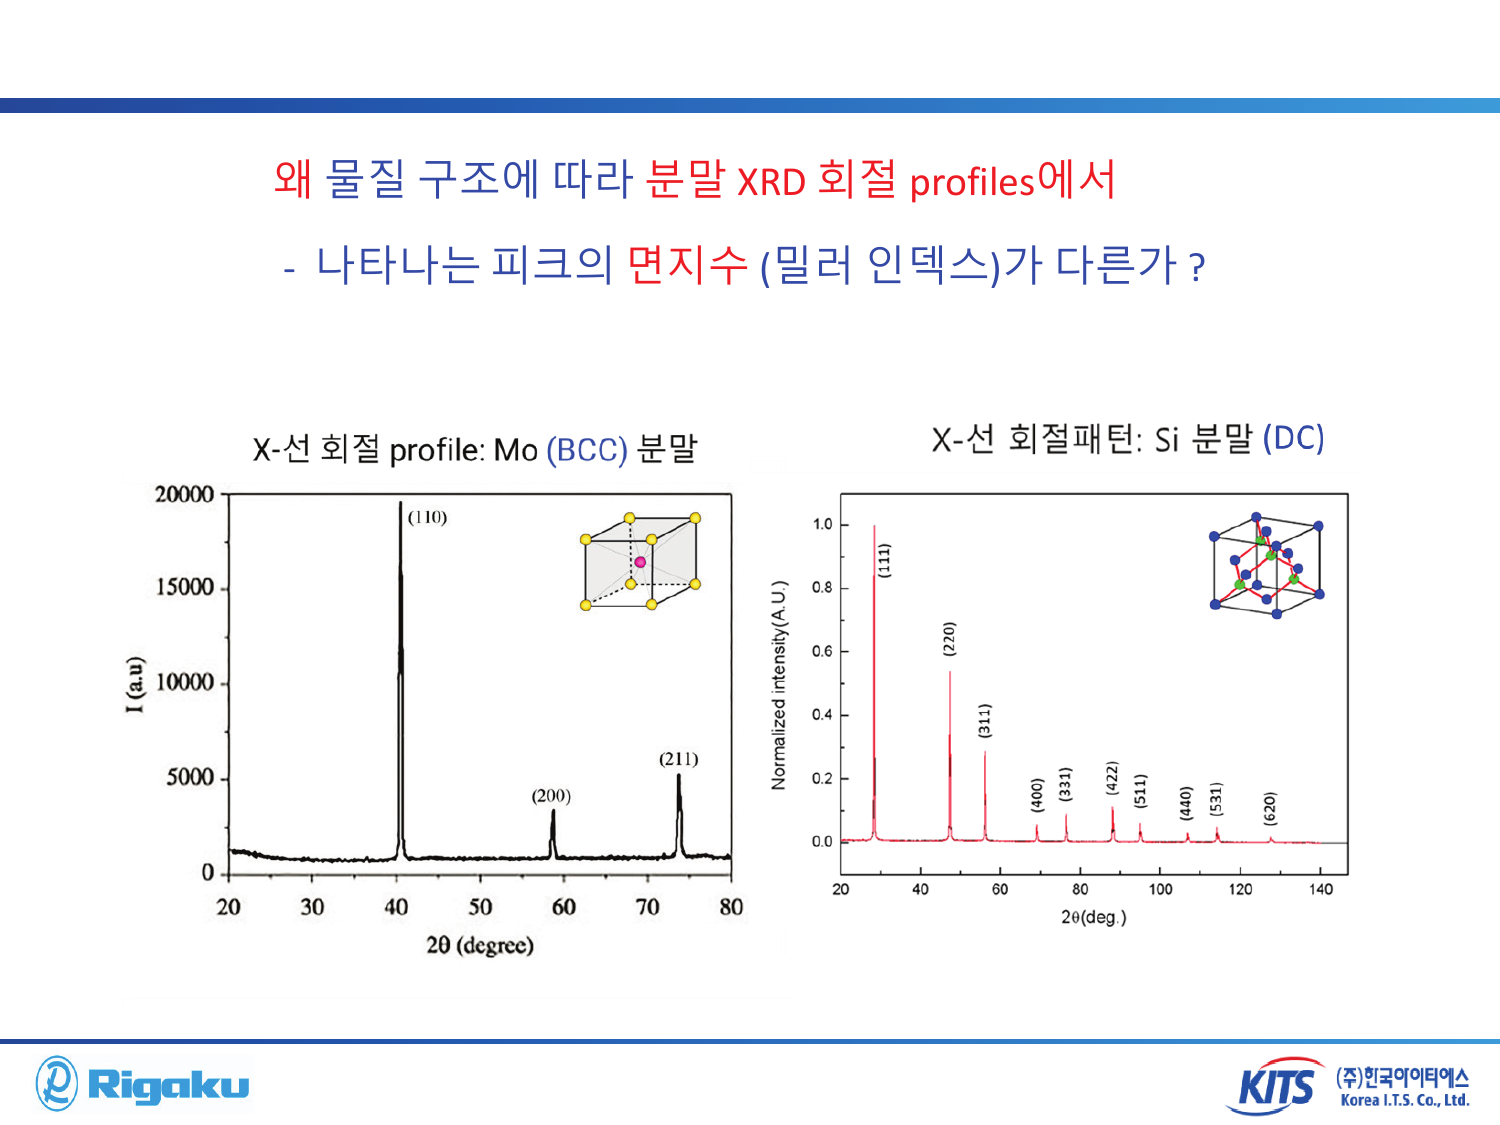 왜 물질 구조에 따라 분말 XRD 회절 profiles에서
- 나타나는 피크의 면지수 (밀러 인덱스)가 다른가 ?
X-선 회절 profile: Mo (BCC) 분말
20000
15000
10000
5000
0
I (a.u)
(110)
(200)
(211)
20 30 40 50 60 70 80
2θ (degree)
X-선 회절패턴: Si 분말 (DC)
1.0
0.8
0.6
0.4
0.2
0.0
Normalized intensity(A.U.)
(111)
(220)
(311)
(400)
(331)
(422)
(511)
(440)
(531)
(620)
20 40 60 80 100 120 140
2θ(deg.)
Rigaku
KITS
(주)한국아이티에스
Korea I.T.S. Co., Ltd.